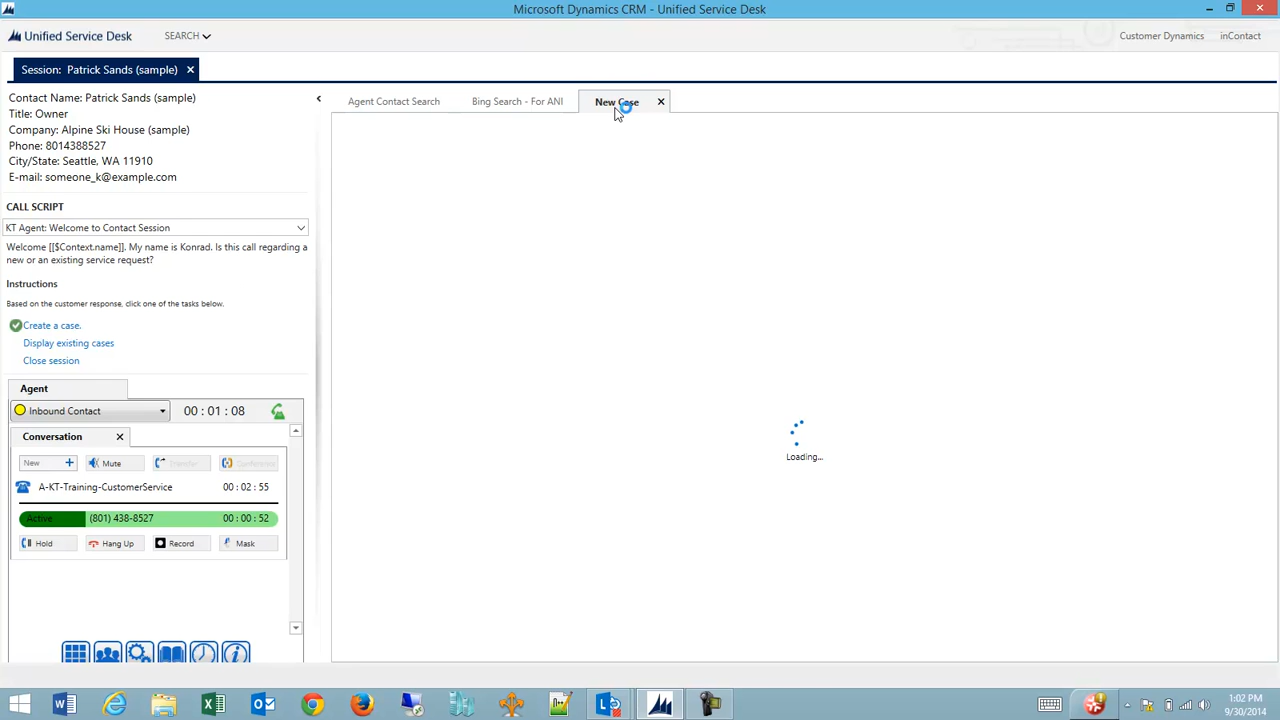 Microsoft Dynamics CRM - Unified Service Desk
Unified Service Desk
SEARCH
Customer Dynamics
inContact
Session: Patrick Sands (sample)
Contact Name: Patrick Sands (sample)
Title: Owner
Company: Alpine Ski House (sample)
Phone: 8014388527
City/State: Seattle, WA 11910
E-mail: someone_k@example.com
Agent Contact Search
Bing Search - For ANI
New Case
CALL SCRIPT
KT Agent: Welcome to Contact Session
Welcome [[$Context.name]. My name is Konrad. Is this call regarding a
new or an existing service request?
Instructions
Based on the customer response, click one of the tasks below.
Create a case.
Display existing cases
Close session
Agent
Inbound Contact
00 : 01 : 08
Conversation
New
Mute
Transfer
Conference
A-KT-Training-CustomerService
00 : 02 : 55
Active
(801) 438-8527
00 : 00 : 52
Hold
Hang Up
Record
Mask
Loading...
1:02 PM
9/30/2014